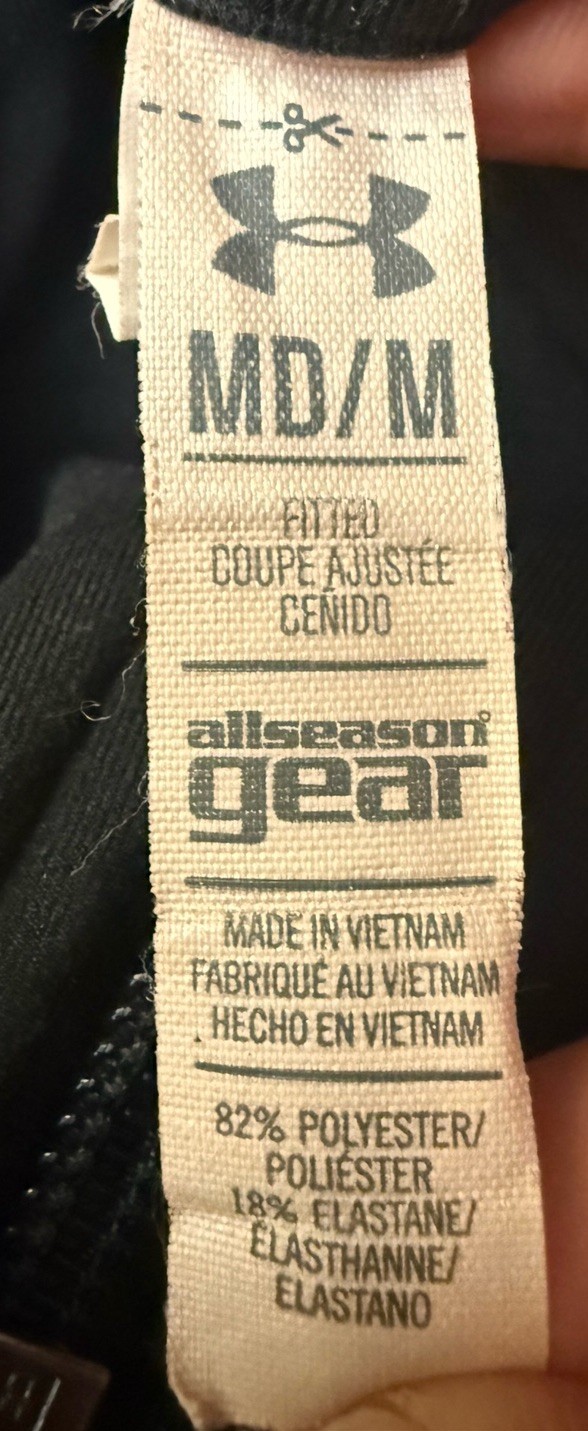 MD/M
FITTED
COUPE AJUSTÉE
CEÑIDO
allseason
gear
MADE IN VIETNAM
FABRIQUÉ AU VIETNAM
HECHO EN VIETNAM
82% POLYESTER/
POLIÉSTER
18% ELASTANE/
ÉLASTHANNE/
ELASTANO